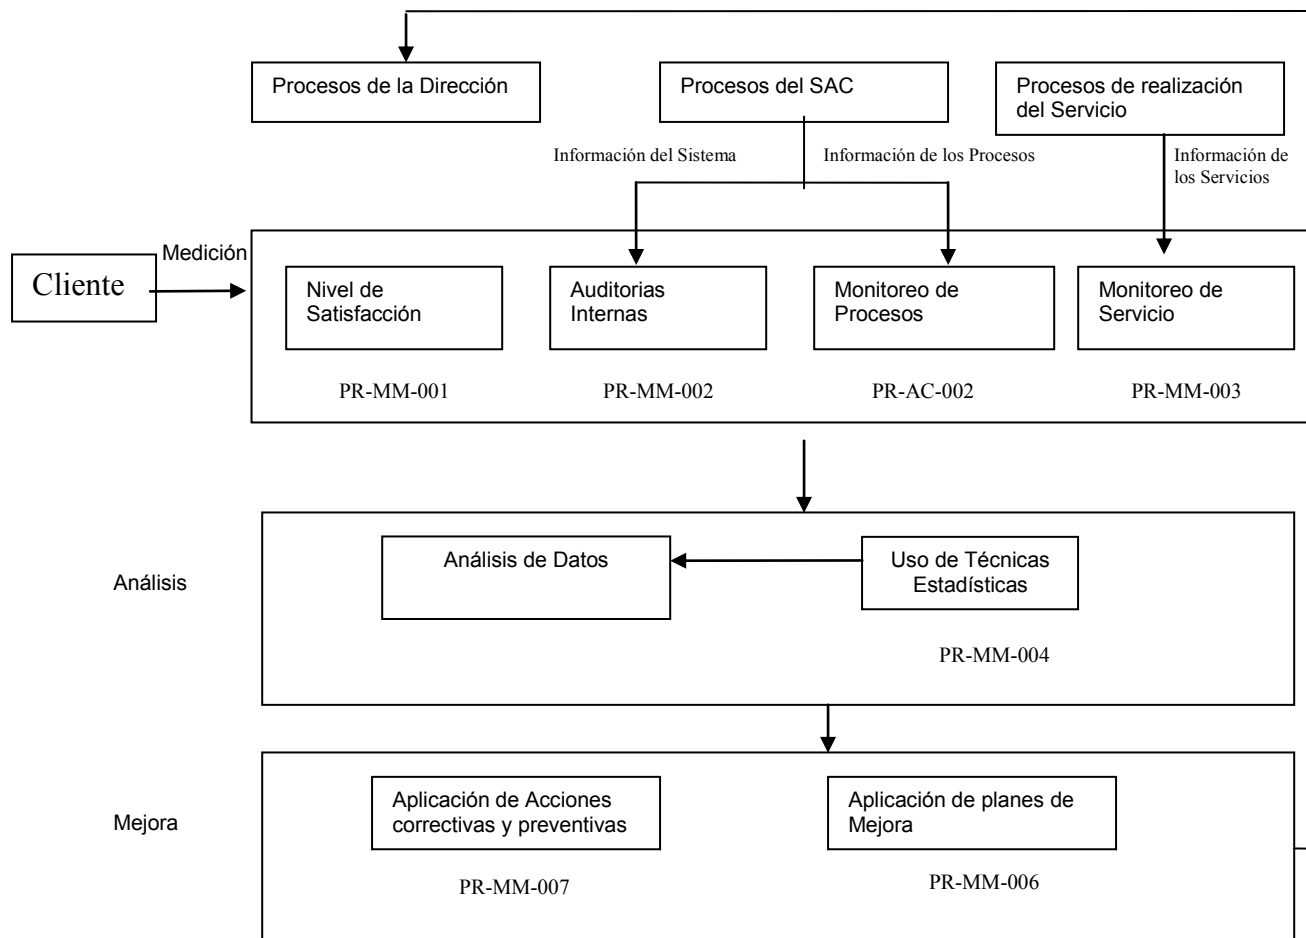 Procesos de la Dirección
Procesos del SAC
Procesos de realización
del Servicio
Información del Sistema
Información de los Procesos
Información de
los Servicios
Medición
Cliente
Nivel de
Satisfacción
Auditorias
Internas
Monitoreo de
Procesos
Monitoreo de
Servicio
PR-MM-001
PR-MM-002
PR-AC-002
PR-MM-003
Análisis
Análisis de Datos
Uso de Técnicas
Estadísticas
PR-MM-004
Mejora
Aplicación de Acciones
correctivas y preventivas
Aplicación de planes de
Mejora
PR-MM-007
PR-MM-006